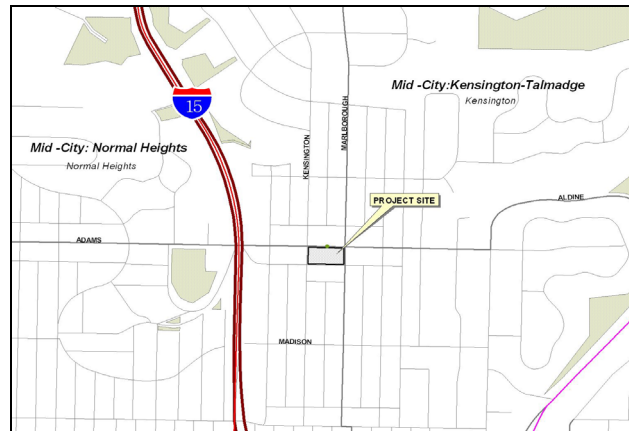 Mid -City:Kensington-Talmadge
Kensington
15
MARLBOROUGH
KENSINGTON
Mid -City: Normal Heights
Normal Heights
PROJECT SITE
ALDINE
ADAMS
MADISON